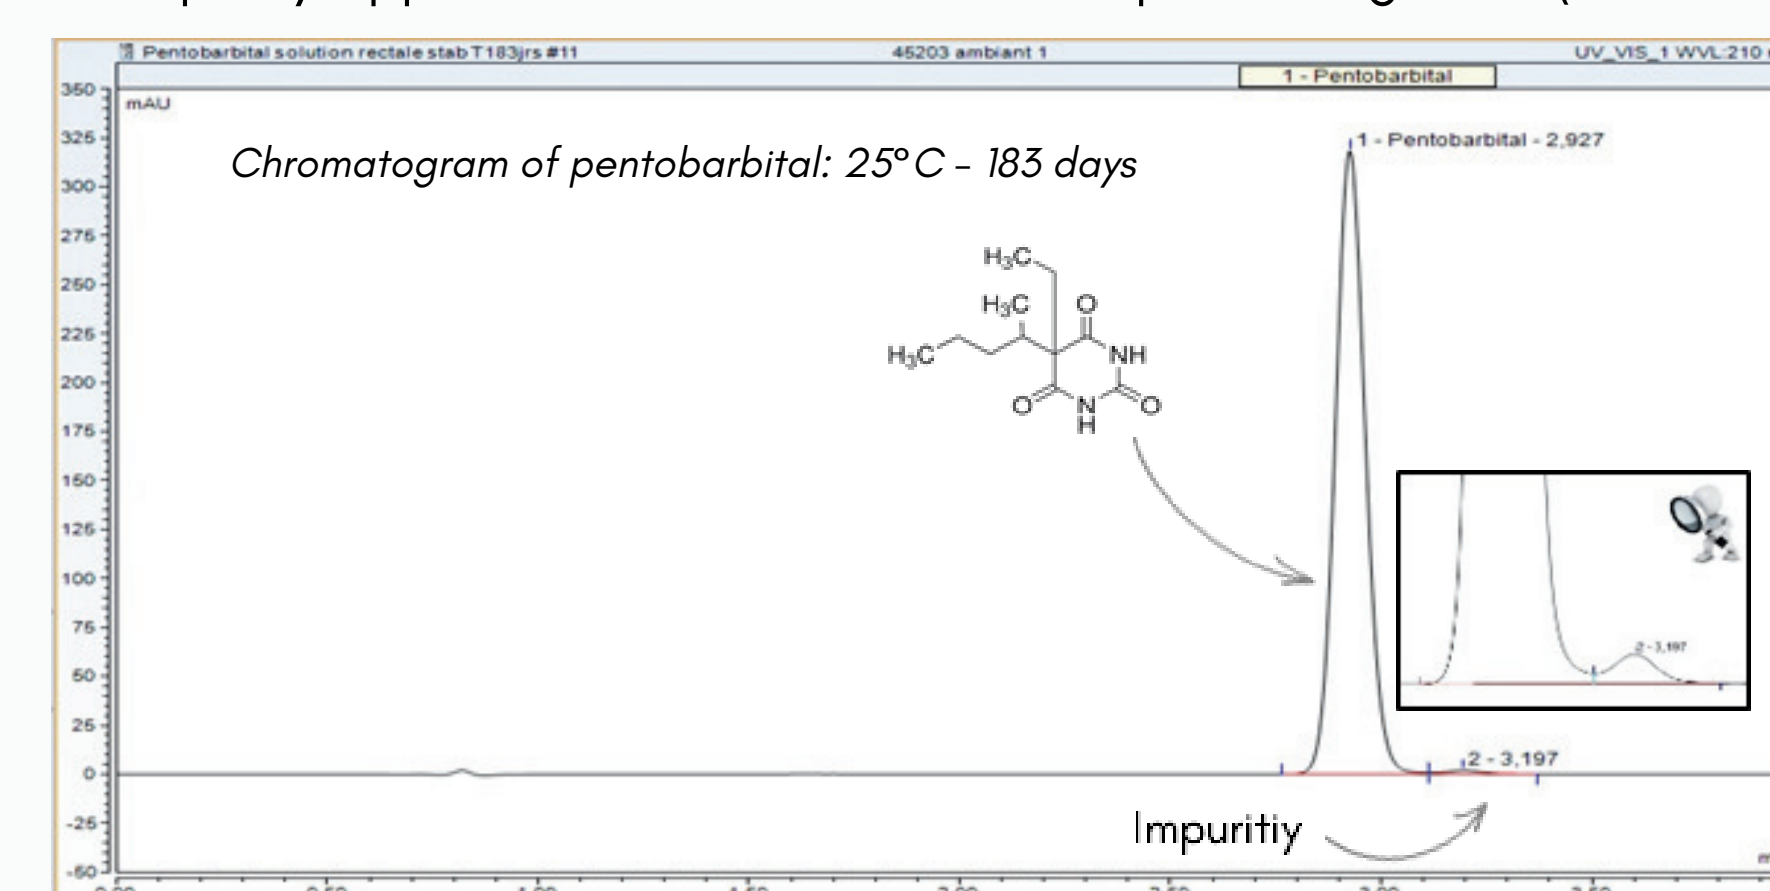 Pentobarbital solution rectale stab T183jrs #11
45203 ambiant 1
UV_VIS_1 WVL:210
1 - Pentobarbital
350
mAU
325
1 - Pentobarbital - 2,927
Chromatogram of pentobarbital: 25°C - 183 days
300
275
H₃C
250
H₃C
O
225
H₃C
NH
200
O
N
H
O
175
150
125
100
75
2-3,197
50
25
2 - 3,197
0
-25
Impuritiy
-50